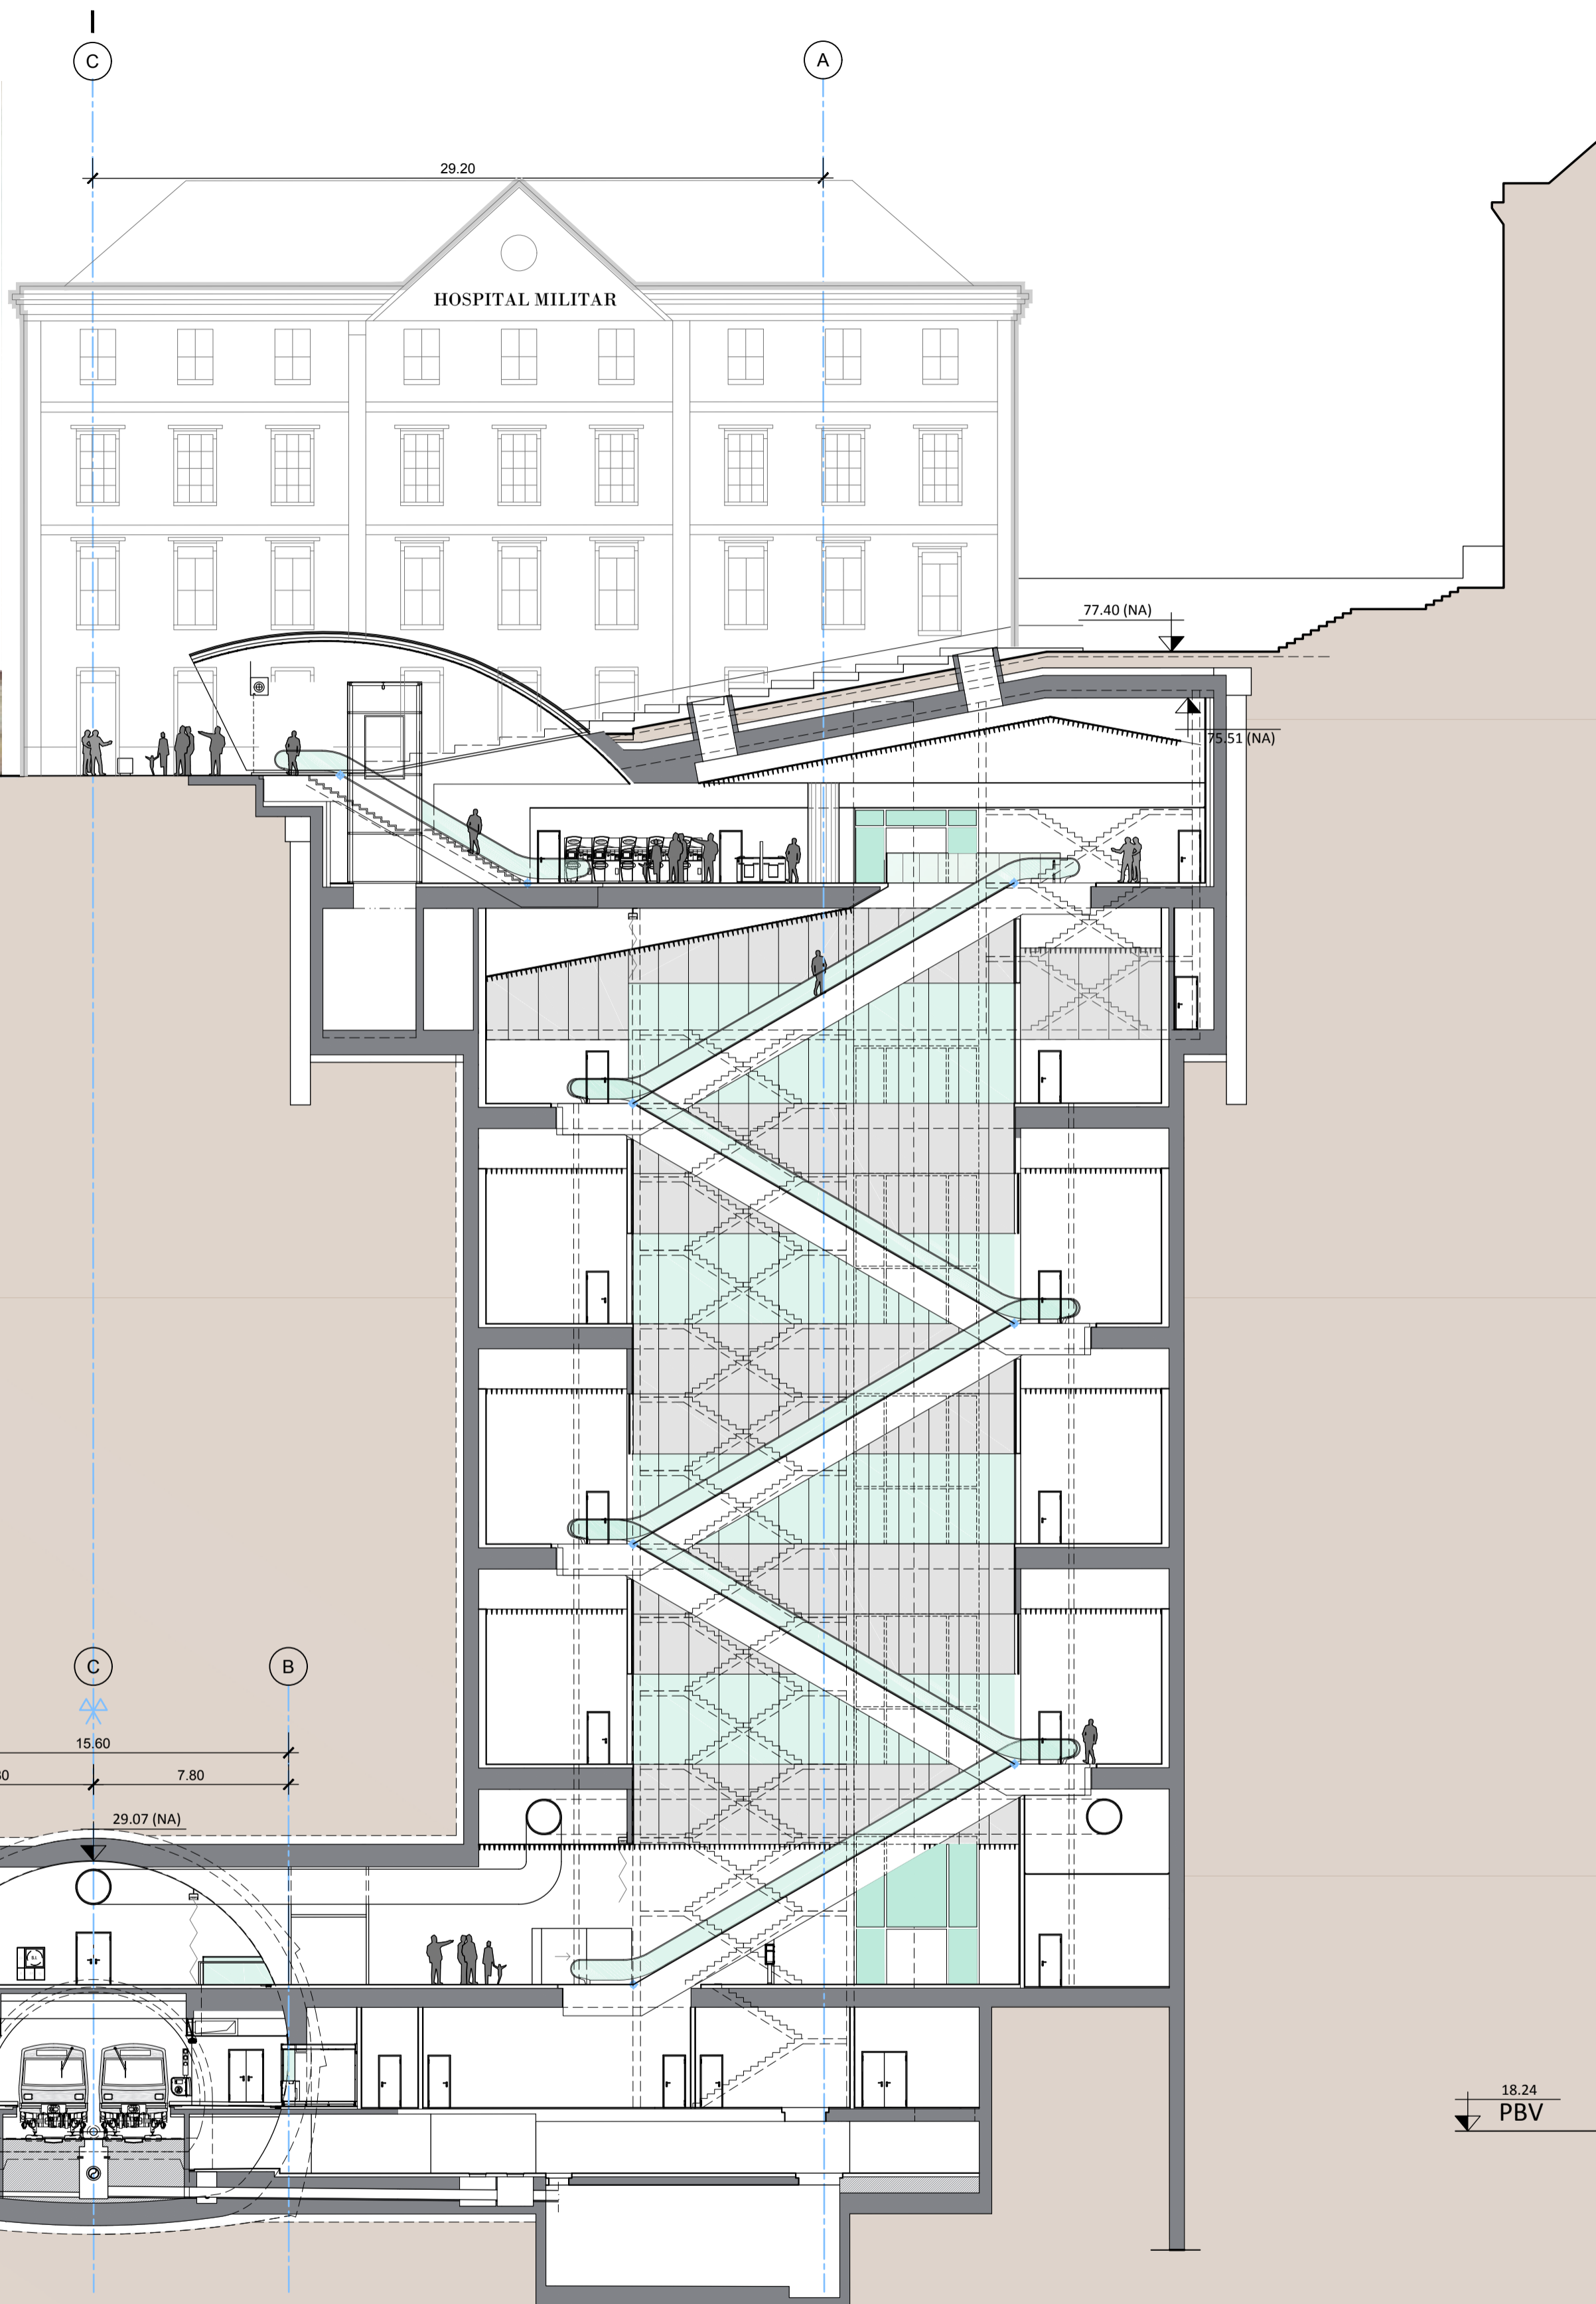 C
A
29.20
HOSPITAL MILITAR
77.40 (NA)
75.51 (NA)
C
B
15.60
7.80
29.07 (NA)
18.24
PBV